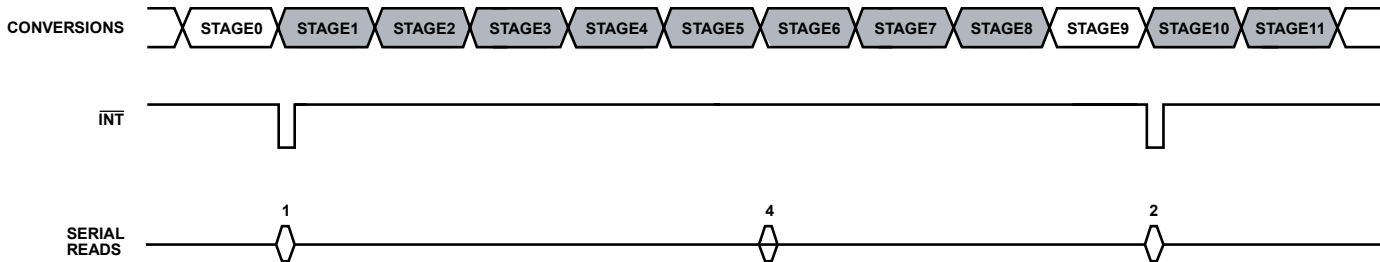 CONVERSIONS STAGE0 STAGE1 STAGE2 STAGE3 STAGE4 STAGE5 STAGE6 STAGE7 STAGE8 STAGE9 STAGE10 STAGE11
INT
1 4 2
SERIAL
READS